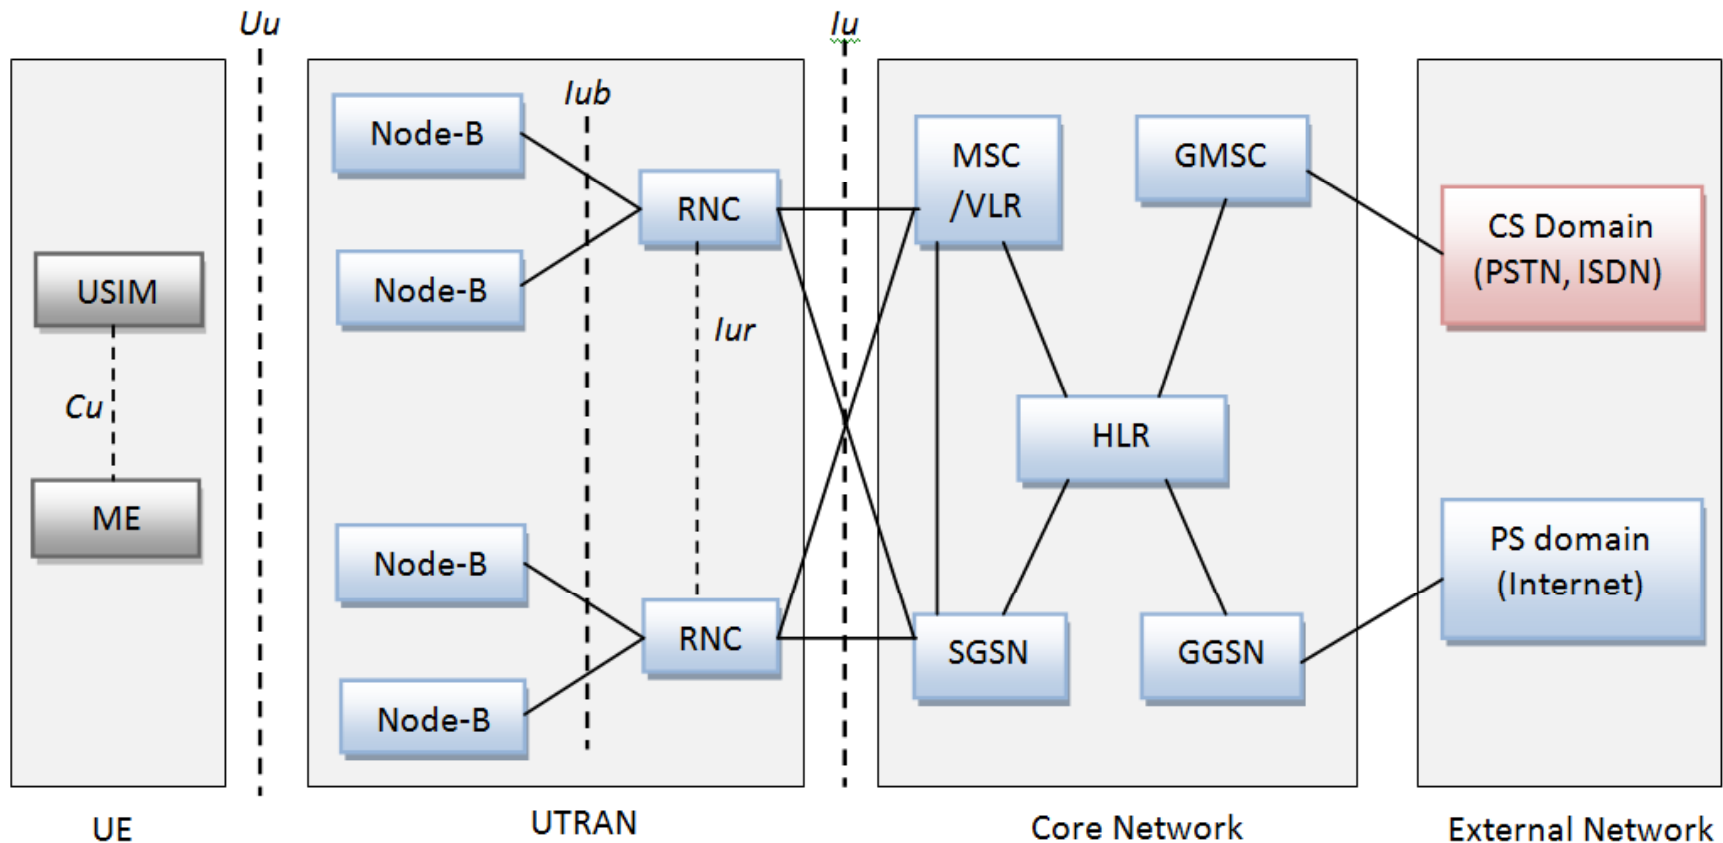 Uu
Iu
Iub
Node-B
MSC
/VLR
GMSC
RNC
CS Domain
(PSTN, ISDN)
USIM
Node-B
Iur
Cu
HLR
ME
Node-B
PS domain
(Internet)
RNC
SGSN
GGSN
Node-B
UE
UTRAN
Core Network
External Network